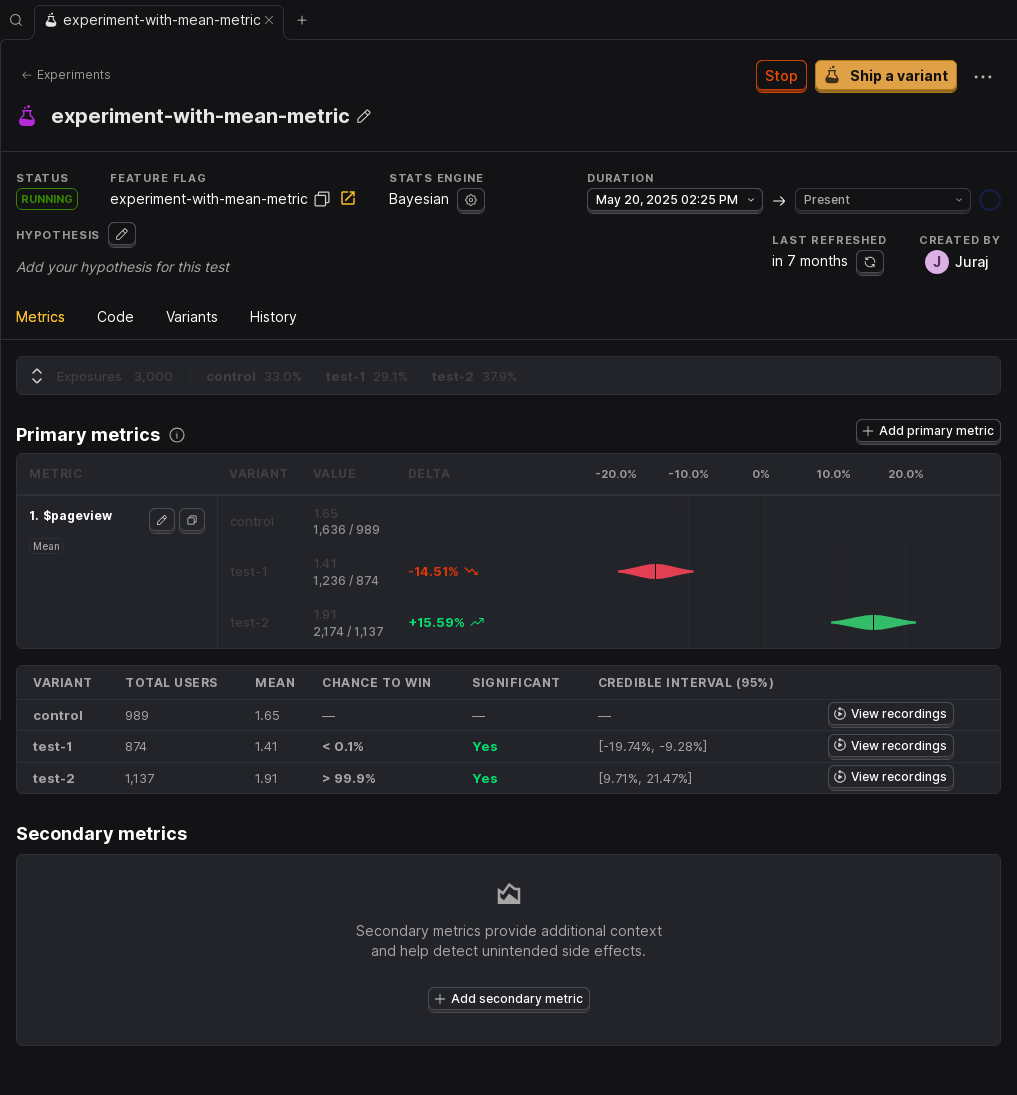 experiment-with-mean-metric
Experiments
Stop
Ship a variant
experiment-with-mean-metric
STATUS
RUNNING
FEATURE FLAG
experiment-with-mean-metric
STATS ENGINE
Bayesian
DURATION
May 20, 2025 02:25 PM
Present
HYPOTHESIS
Add your hypothesis for this test
LAST REFRESHED
in 7 months
CREATED BY
J Juraj
Metrics Code Variants History
Exposures 3,000 control 33.0% test-1 29.1% test-2 37.9%
Primary metrics
Add primary metric
METRIC VARIANT VALUE DELTA -20.0% -10.0% 0% 10.0% 20.0%
1. $pageview
Mean
control
1.65
1,636 / 989
test-1
1.41
1,236 / 874
-14.51%
test-2
1.91
2,174 / 1,137
+15.59%
VARIANT TOTAL USERS MEAN CHANCE TO WIN SIGNIFICANT CREDIBLE INTERVAL (95%)
control 989 1.65 — — — View recordings
test-1 874 1.41 < 0.1% Yes [-19.74%, -9.28%] View recordings
test-2 1,137 1.91 > 99.9% Yes [9.71%, 21.47%] View recordings
Secondary metrics
Secondary metrics provide additional context
and help detect unintended side effects.
Add secondary metric